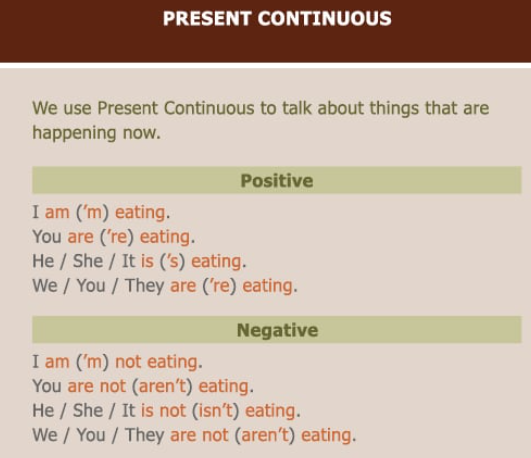 PRESENT CONTINUOUS
We use Present Continuous to talk about things that are
happening now.
Positive
I am (’m) eating.
You are (’re) eating.
He / She / It is (’s) eating.
We / You / They are (’re) eating.
Negative
I am (’m) not eating.
You are not (aren’t) eating.
He / She / It is not (isn’t) eating.
We / You / They are not (aren’t) eating.